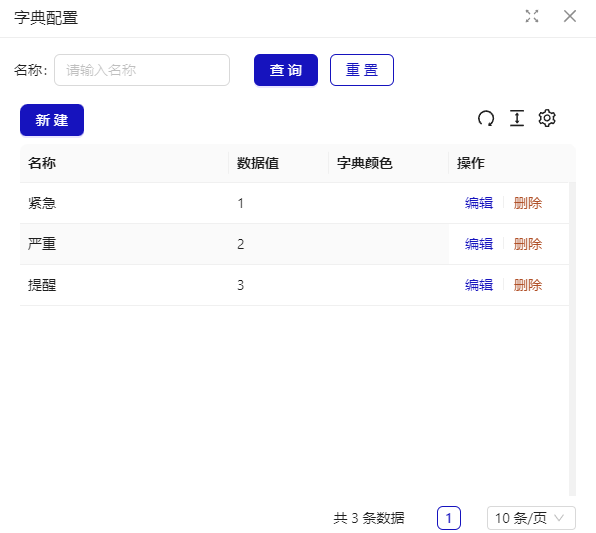 字典配置
名称: 请输入名称 查询 重置
新建
名称 数据值 字典颜色 操作
紧急 1 编辑 删除
严重 2 编辑 删除
提醒 3 编辑 删除
共 3 条数据 1 10 条/页